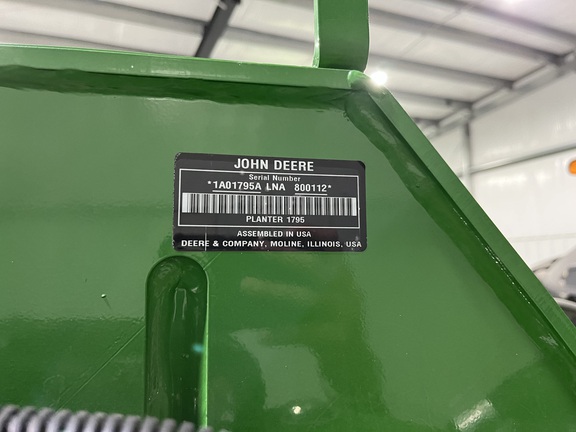 JOHN DEERE
Serial Number
*1A01795A LNA 800112*
PLANTER 1795
ASSEMBLED IN USA
DEERE & COMPANY, MOLINE, ILLINOIS, USA